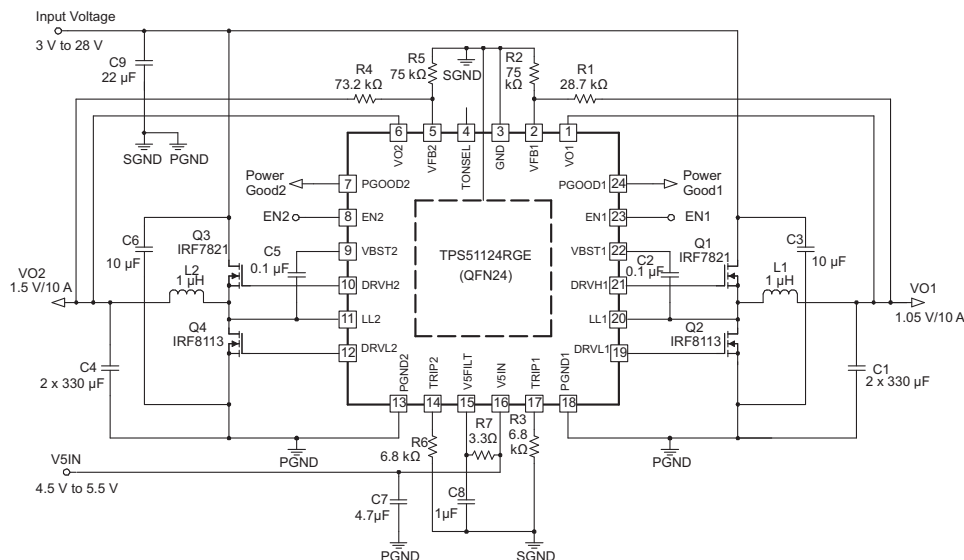 Input Voltage
3 V to 28 V
C9
22 µF
SGND
PGND
R4
73.2 kΩ
R5
75 kΩ
SGND
R2
75
kΩ
R1
28.7 kΩ
6
5
4
3
2
1
VO2
VFB2
TONSEL
GND
VFB1
VO1
Power
Good2
7
PGOOD2
PGOOD1
24
Power
Good1
EN2
8
EN2
EN1
23
EN1
C6
10 µF
Q3
IRF7821
C5
0.1 µF
9
VBST2
TPS51124RGE
(QFN24)
VBST1
22
C2
0.1 µF
Q1
IRF7821
C3
10 µF
VO2
1.5 V/10 A
L2
1 µH
10
DRVH2
DRVH1
21
L1
1 µH
VO1
1.05 V/10 A
11
LL2
LL1
20
Q4
IRF8113
12
DRVL2
DRVL1
19
Q2
IRF8113
C4
2 x 330 µF
C1
2 x 330 µF
PGND2
TRIP2
V5FILT
V5IN
TRIP1
PGND1
13
14
15
16
17
18
PGND
R6
6.8 kΩ
R7
3.3Ω
R3
6.8
kΩ
PGND
V5IN
4.5 V to 5.5 V
C7
4.7µF
C8
1µF
PGND
SGND